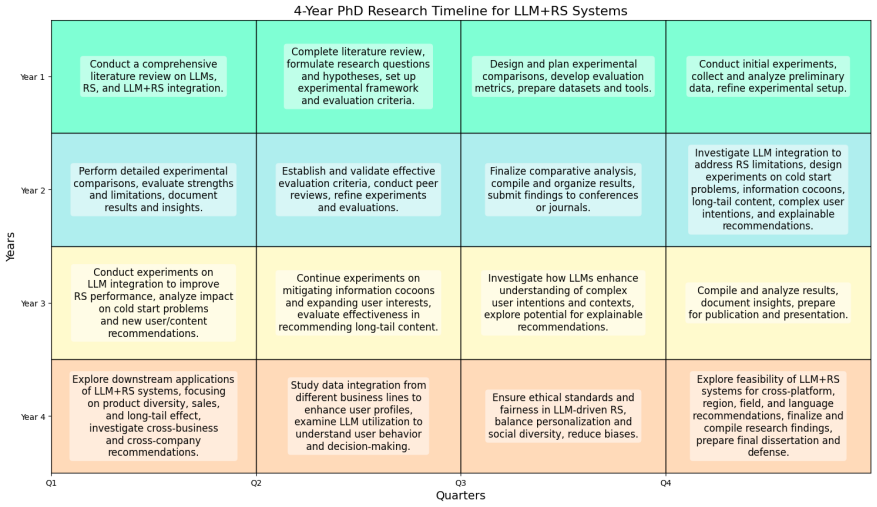 4-Year PhD Research Timeline for LLM+RS Systems
Years
Year 1
Conduct a comprehensive
literature review on LLMs,
RS, and LLM+RS integration.
Complete literature review,
formulate research questions
and hypotheses, set up
experimental framework
and evaluation criteria.
Design and plan experimental
comparisons, develop evaluation
metrics, prepare datasets and tools.
Conduct initial experiments,
collect and analyze preliminary
data, refine experimental setup.
Year 2
Perform detailed experimental
comparisons, evaluate strengths
and limitations, document
results and insights.
Establish and validate effective
evaluation criteria, conduct peer
reviews, refine experiments
and evaluations.
Finalize comparative analysis,
compile and organize results,
submit findings to conferences
or journals.
Investigate LLM integration to
address RS limitations, design
experiments on cold start
problems, information cocoons,
long-tail content, complex user
intentions, and explainable
recommendations.
Year 3
Conduct experiments on
LLM integration to improve
RS performance, analyze impact
on cold start problems
and new user/content
recommendations.
Continue experiments on
mitigating information cocoons
and expanding user interests,
evaluate effectiveness in
recommending long-tail content.
Investigate how LLMs enhance
understanding of complex
user intentions and contexts,
explore potential for explainable
recommendations.
Compile and analyze results,
document insights, prepare
for publication and presentation.
Year 4
Explore downstream applications
of LLM+RS systems, focusing
on product diversity, sales,
and long-tail effect,
investigate cross-business
and cross-company
recommendations.
Study data integration from
different business lines to
enhance user profiles,
examine LLM utilization to
understand user behavior
and decision-making.
Ensure ethical standards and
fairness in LLM-driven RS,
balance personalization and
social diversity, reduce biases.
Explore feasibility of LLM+RS
systems for cross-platform,
region, field, and language
recommendations, finalize and
compile research findings,
prepare final dissertation and
defense.
Q1
Q2
Q3
Q4
Quarters